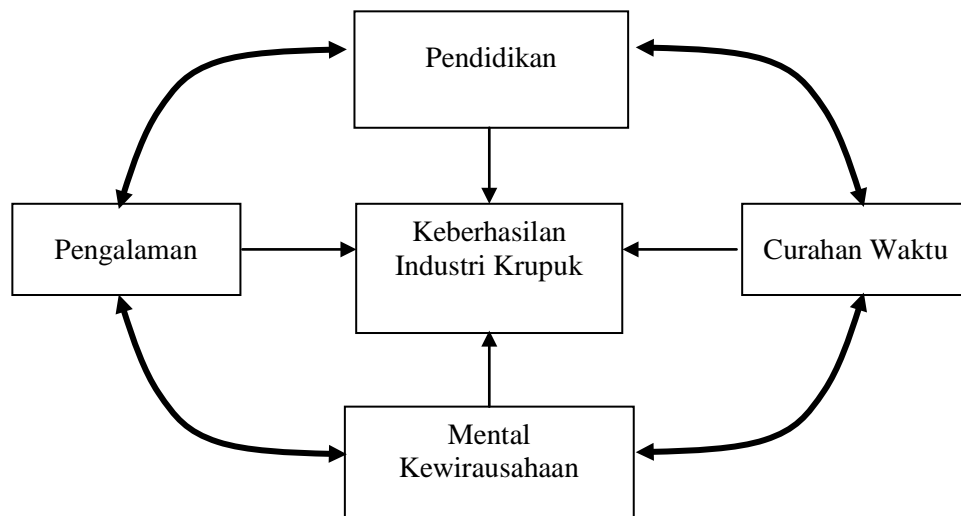 Pendidikan
Pengalaman
Keberhasilan
Industri Krupuk
Curahan Waktu
Mental
Kewirausahaan